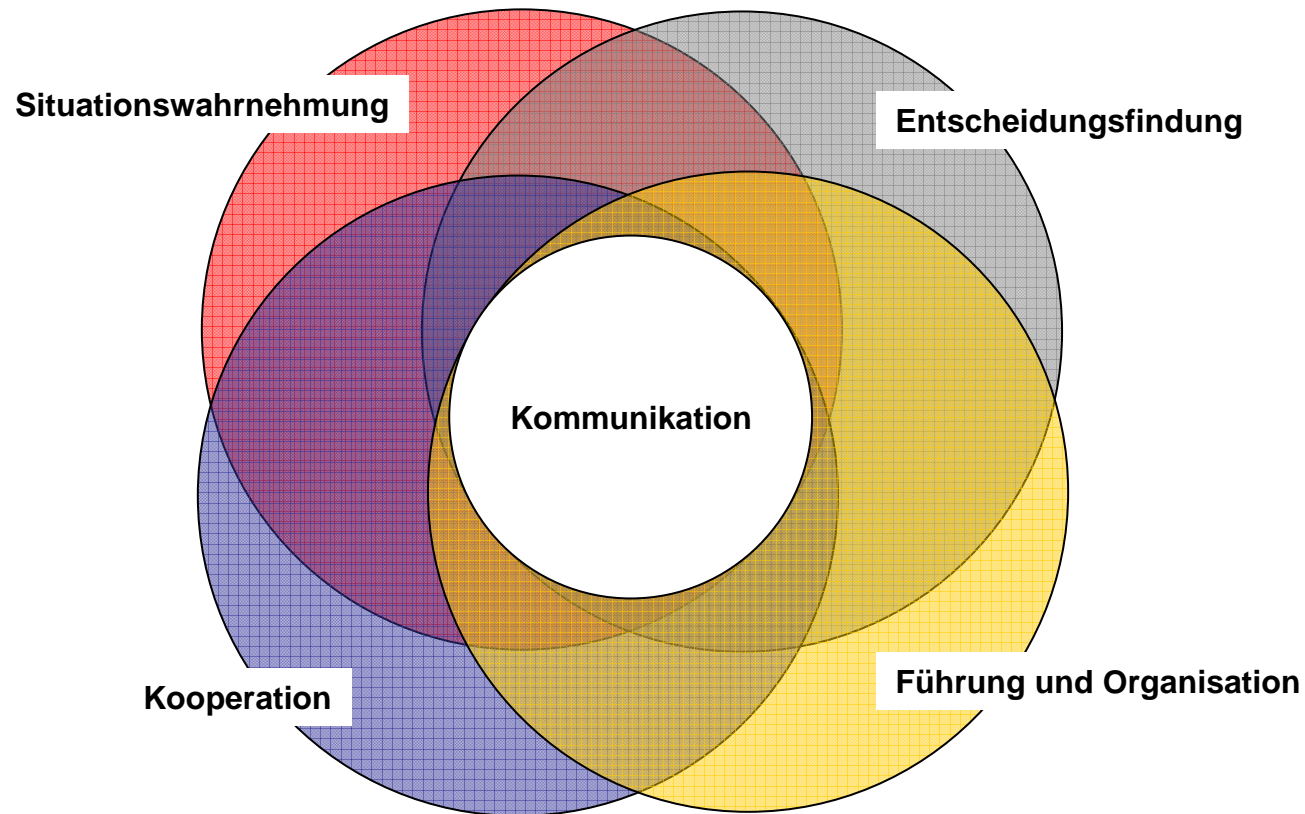 Situationswahrnehmung
Entscheidungsfindung
Kommunikation
Kooperation
Führung und Organisation